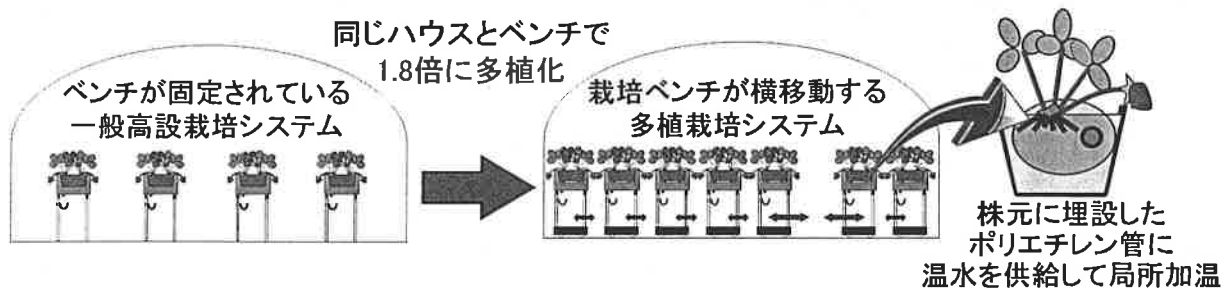 同じハウスとベンチで
1.8倍に多植化
ベンチが固定されている
一般高設栽培システム
栽培ベンチが横移動する
多植栽培システム
株元に埋設した
ポリエチレン管に
温水を供給して局所加温